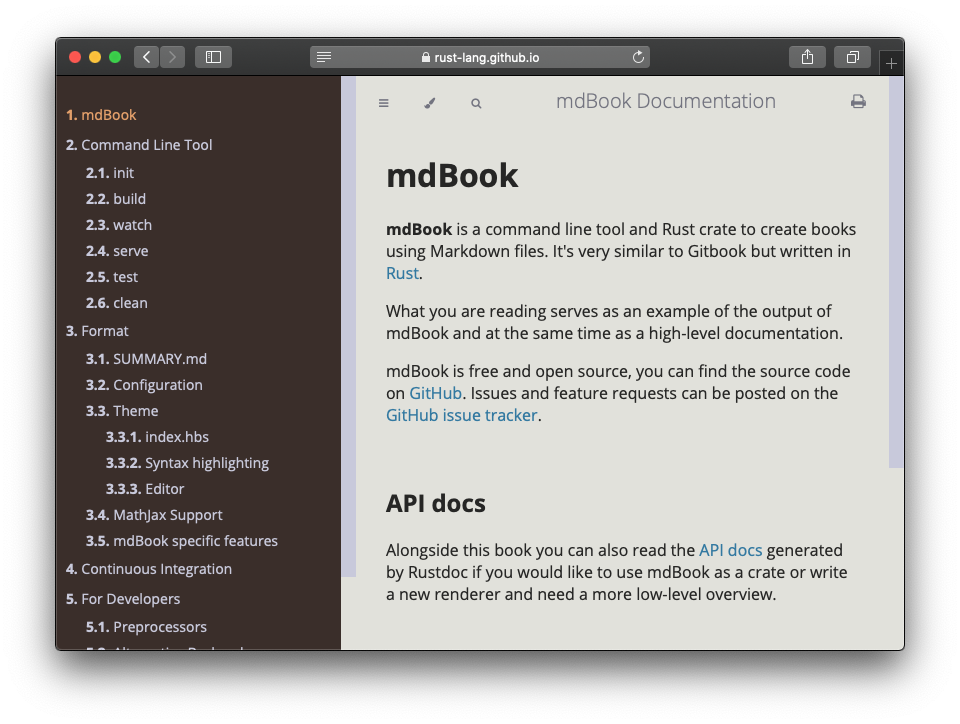 rust-lang.github.io
1. mdBook
2. Command Line Tool
2.1. init
2.2. build
2.3. watch
2.4. serve
2.5. test
2.6. clean
3. Format
3.1. SUMMARY.md
3.2. Configuration
3.3. Theme
3.3.1. index.hbs
3.3.2. Syntax highlighting
3.3.3. Editor
3.4. MathJax Support
3.5. mdBook specific features
4. Continuous Integration
5. For Developers
5.1. Preprocessors
mdBook Documentation
mdBook
mdBook is a command line tool and Rust crate to create books
using Markdown files. It's very similar to Gitbook but written in
Rust.
What you are reading serves as an example of the output of
mdBook and at the same time as a high-level documentation.
mdBook is free and open source, you can find the source code
on GitHub. Issues and feature requests can be posted on the
GitHub issue tracker.
API docs
Alongside this book you can also read the API docs generated
by Rustdoc if you would like to use mdBook as a crate or write
a new renderer and need a more low-level overview.